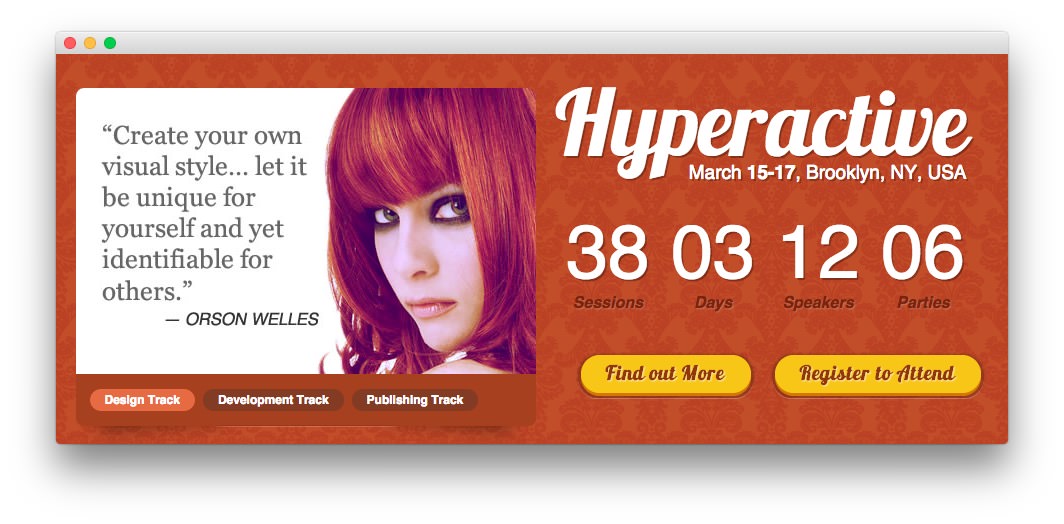 “Create your own
visual style... let it
be unique for
yourself and yet
identifiable for
others.”
— ORSON WELLES
Design Track
Development Track
Publishing Track
Hyperactive
March 15-17, Brooklyn, NY, USA
38 03 12 06
Sessions Days Speakers Parties
Find out More
Register to Attend